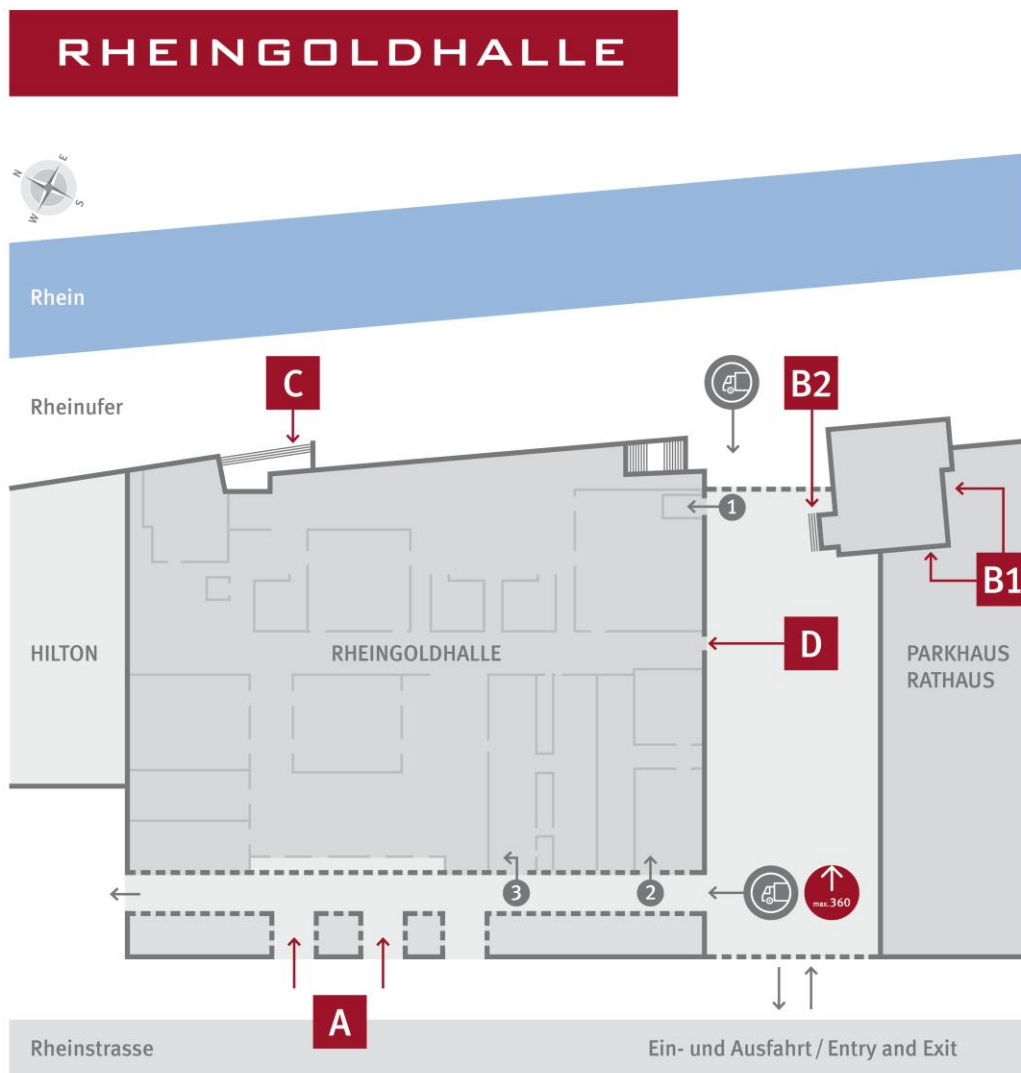 RHEINGOLDHALLE
N
E
W
S
Rhein
C
B2
Rheinufer
1
B1
D
HILTON
RHEINGOLDHALLE
PARKHAUS
RATHAUS
3
2
max.360
A
Rheinstrasse
Ein- und Ausfahrt / Entry and Exit